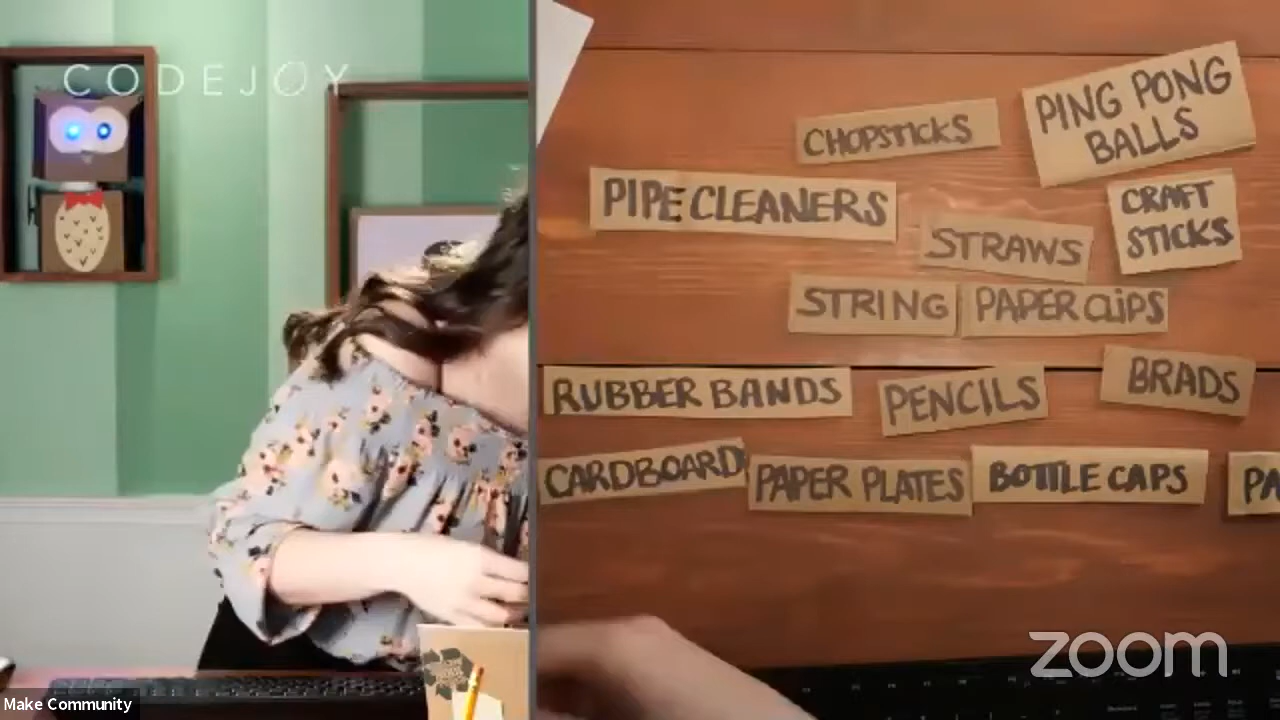 CODEJOY
CHOPSTICKS
PING PONG
BALLS
PIPE CLEANERS
STRAWS
CRAFT
STICKS
STRING
PAPER CLIPS
RUBBER BANDS
PENCILS
BRADS
CARDBOARD
PAPER PLATES
BOTTLE CAPS
PA
zoom
Make Community